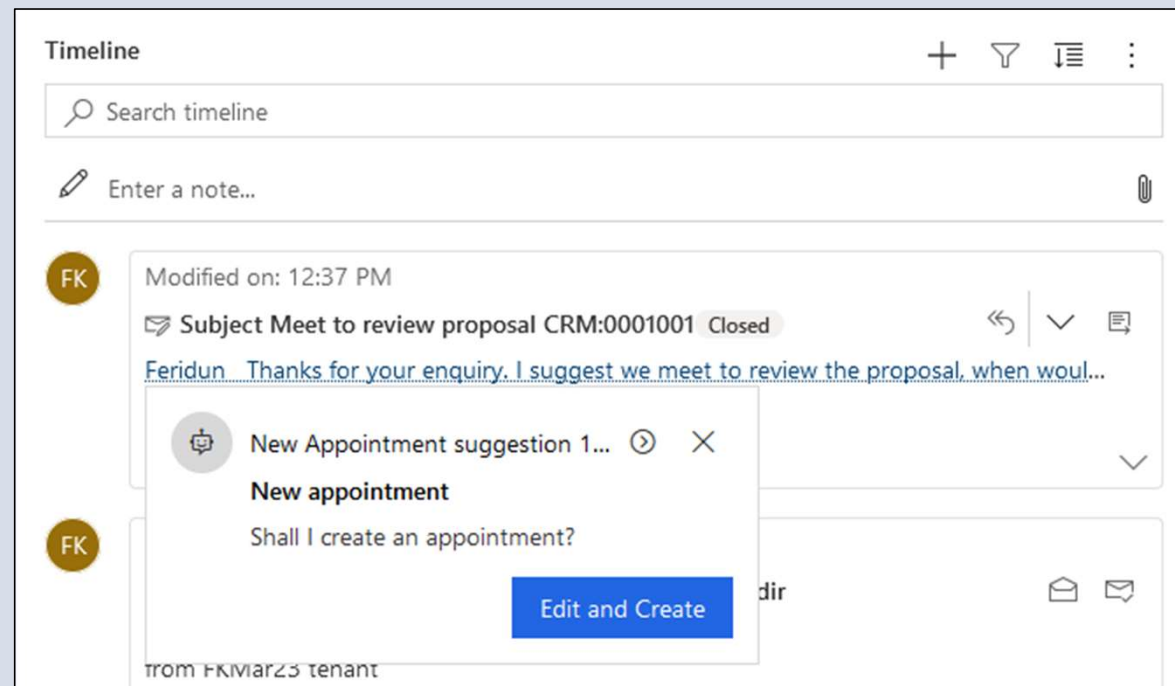 Timeline
Search timeline
Enter a note...
FK
Modified on: 12:37 PM
Subject Meet to review proposal CRM:0001001 Closed
Feridun Thanks for your enquiry. I suggest we meet to review the proposal, when woul...
New Appointment suggestion 1...
New appointment
Shall I create an appointment?
FK
Edit and Create
dir
from FKMar23 tenant